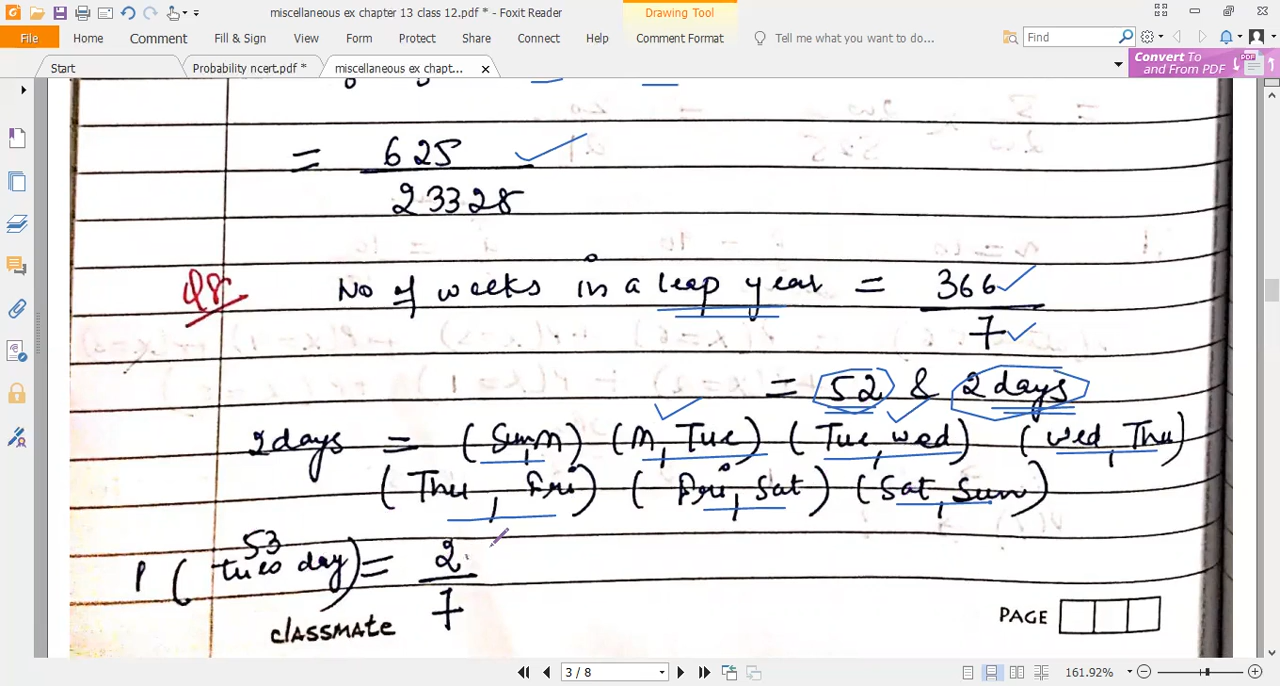 miscellaneous ex chapter 13 class 12.pdf * - Foxit Reader
Drawing Tool
File Home Comment Fill & Sign View Form Protect Share Connect Help Comment Format Tell me what you want to do... Find
Start Probability ncert.pdf * miscellaneous ex chapt... Convert To and From PDF
= 625
23328
Q8. No of weeks in a leap year = 366
7
= 52 & 2 days
2 days = (Sun, M) (M, Tue) (Tue, wed) (wed, Thu)
(Thu, Fri) (Fri, Sat) (Sat, Sun)
53
P (tues day) = 2
7
classmate
PAGE
3 / 8 161.92%